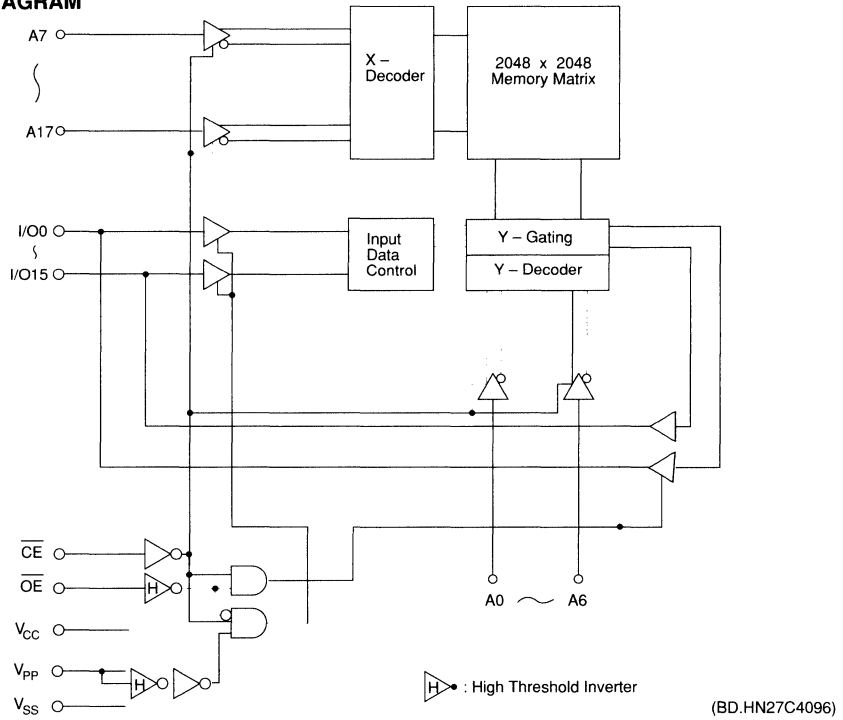 AGRAM
A7
A17
X –
Decoder
2048 x 2048
Memory Matrix
I/O0
I/O15
Input
Data
Control
Y – Gating
Y – Decoder
CE
OE
H
VCC
VPP
H
VSS
A0
A6
H : High Threshold Inverter
(BD.HN27C4096)